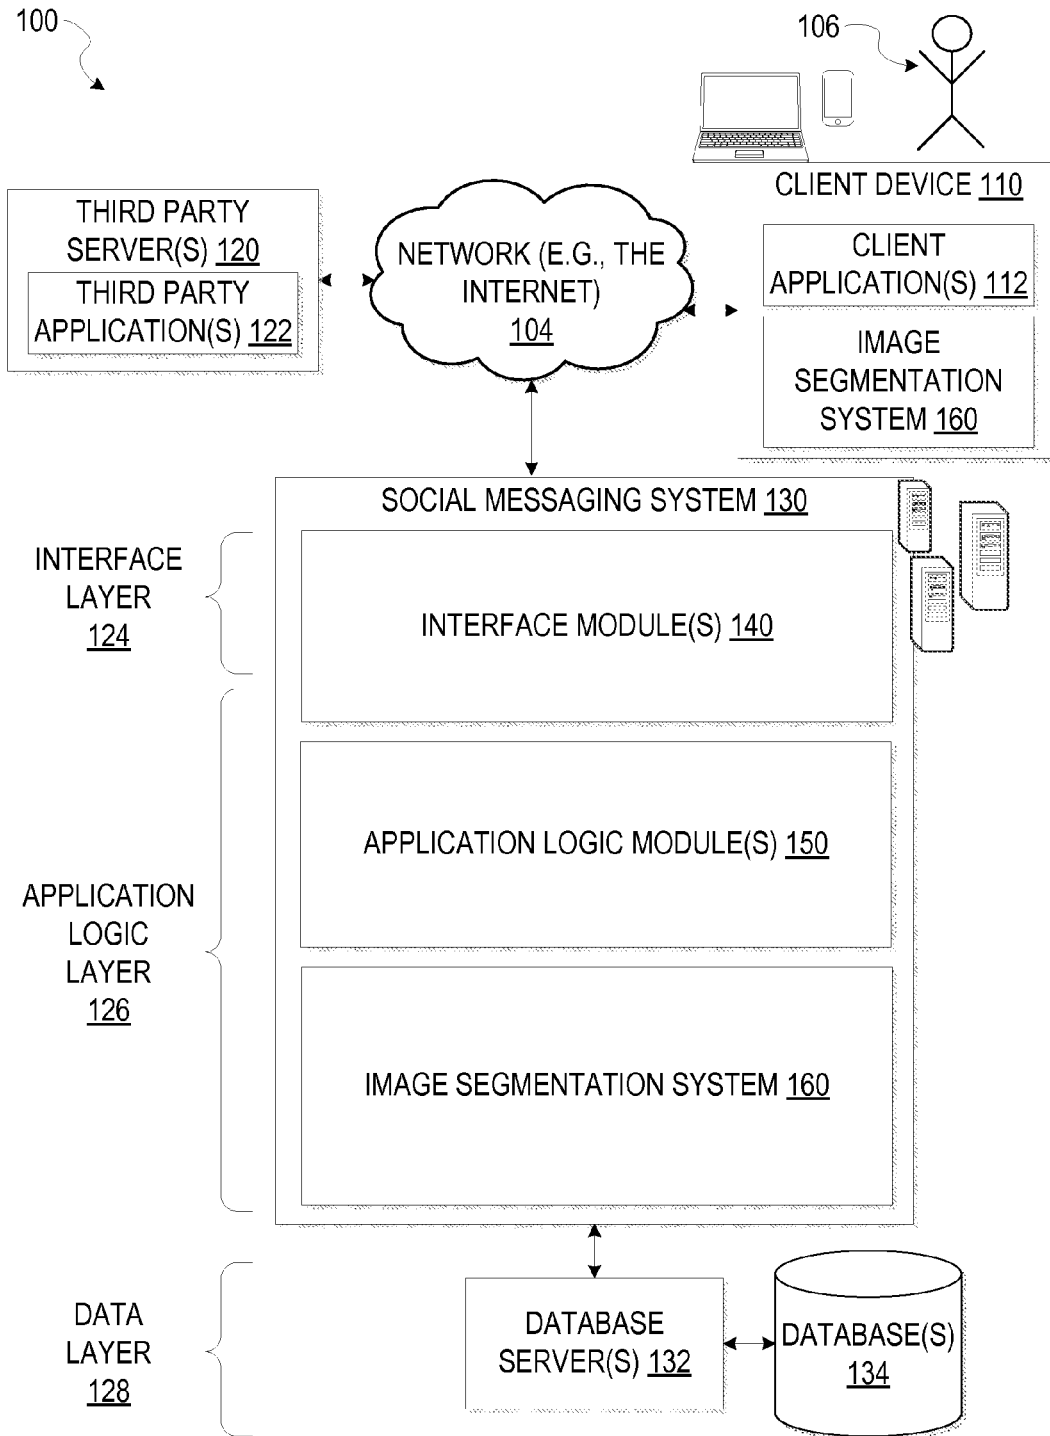 100
106
CLIENT DEVICE 110
THIRD PARTY
SERVER(S) 120
THIRD PARTY
APPLICATION(S) 122
NETWORK (E.G., THE
INTERNET)
104
CLIENT
APPLICATION(S) 112
IMAGE
SEGMENTATION
SYSTEM 160
SOCIAL MESSAGING SYSTEM 130
INTERFACE
LAYER
124
INTERFACE MODULE(S) 140
APPLICATION LOGIC MODULE(S) 150
APPLICATION
LOGIC
LAYER
126
IMAGE SEGMENTATION SYSTEM 160
DATA
LAYER
128
DATABASE
SERVER(S) 132
DATABASE(S)
134